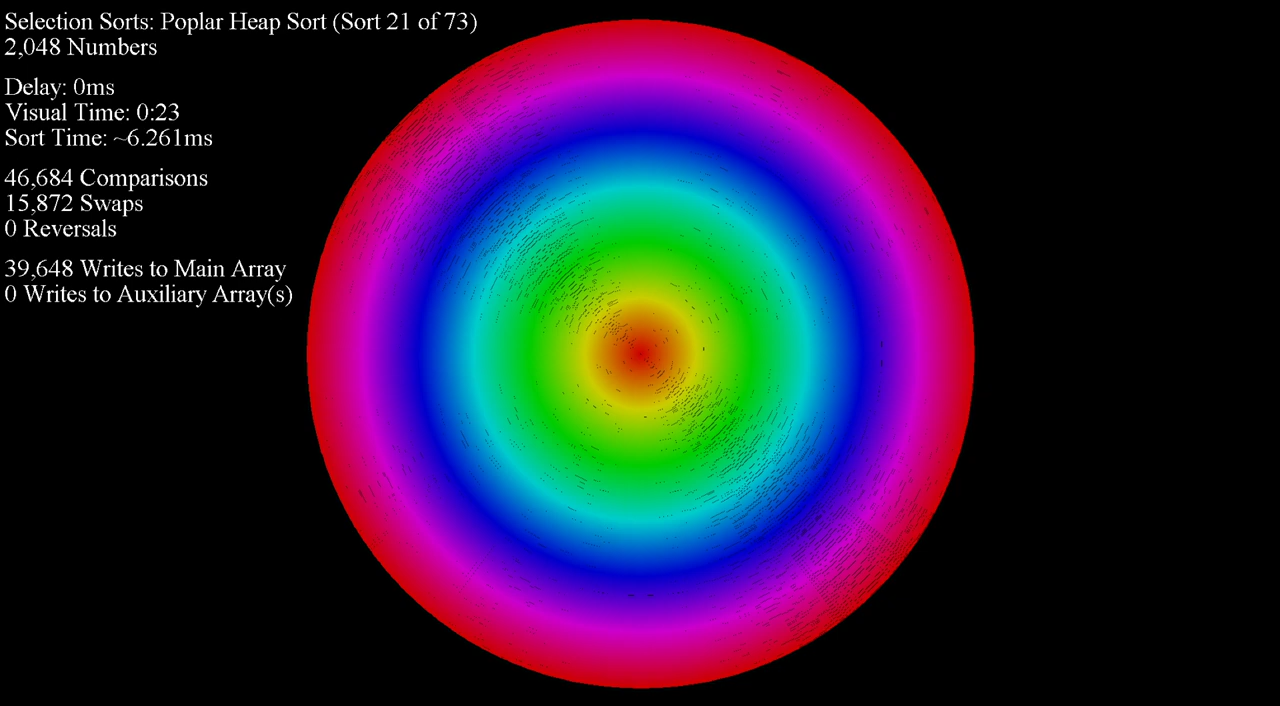 Selection Sorts: Poplar Heap Sort (Sort 21 of 73)
2,048 Numbers
Delay: 0ms
Visual Time: 0:23
Sort Time: ~6.261ms
46,684 Comparisons
15,872 Swaps
0 Reversals
39,648 Writes to Main Array
0 Writes to Auxiliary Array(s)